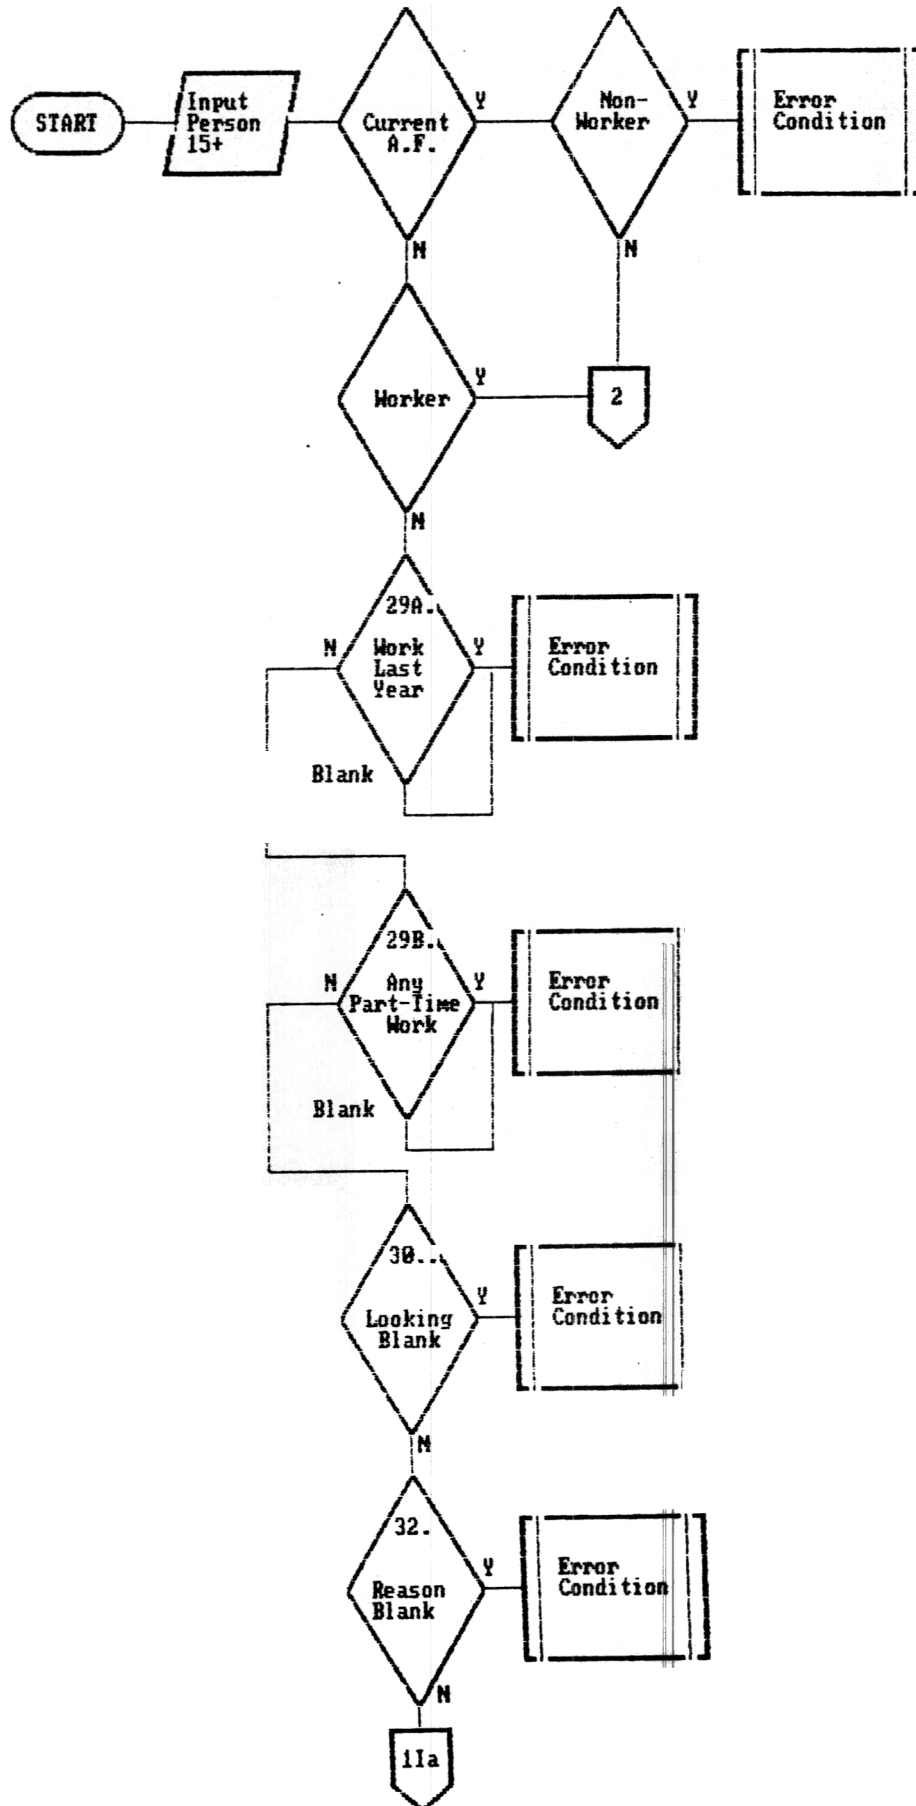 START
Input
Person
15+
Current
A.F.
Y
N
Non-
Worker
Y
N
Error
Condition
Worker
Y
N
2
29A.
N
Work
Last
Year
Y
Blank
Error
Condition
29B.
N
Any
Part-Time
Work
Y
Blank
Error
Condition
30..
Looking
Blank
Y
N
Error
Condition
32.
Reason
Blank
Y
N
Error
Condition
1Ia